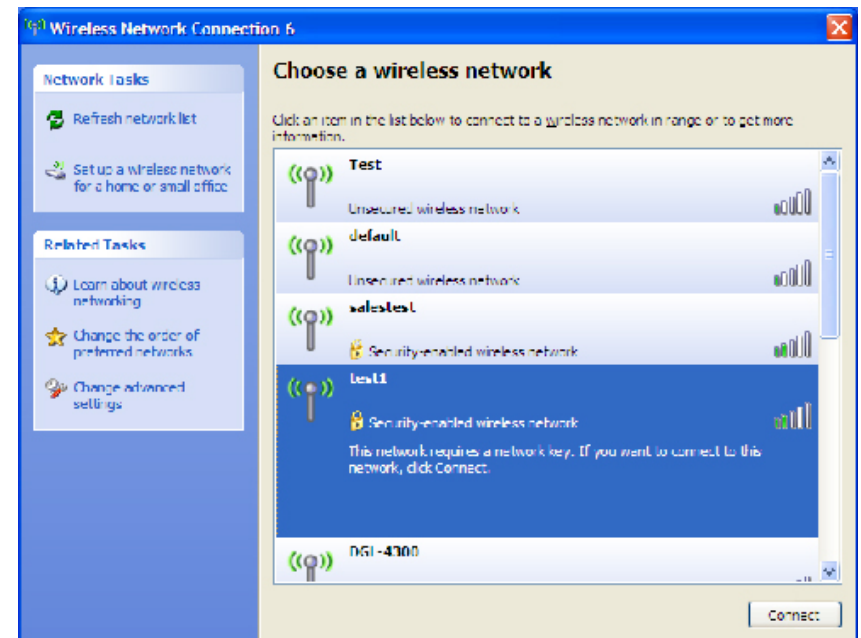 Wireless Network Connection 6
Network Tasks
Refresh network list
Set up a wireless network
for a home or small office
Related Tasks
Learn about wireless
networking
Change the order of
preferred networks
Change advanced
settings
Choose a wireless network
Click an item in the list below to connect to a wireless network in range or to get more
information.
Test
Unsecured wireless network
default
Unsecured wireless network
salestest
Security-enabled wireless network
test1
Security-enabled wireless network
This network requires a network key. If you want to connect to this
network, click Connect.
DGL-4300
Connect